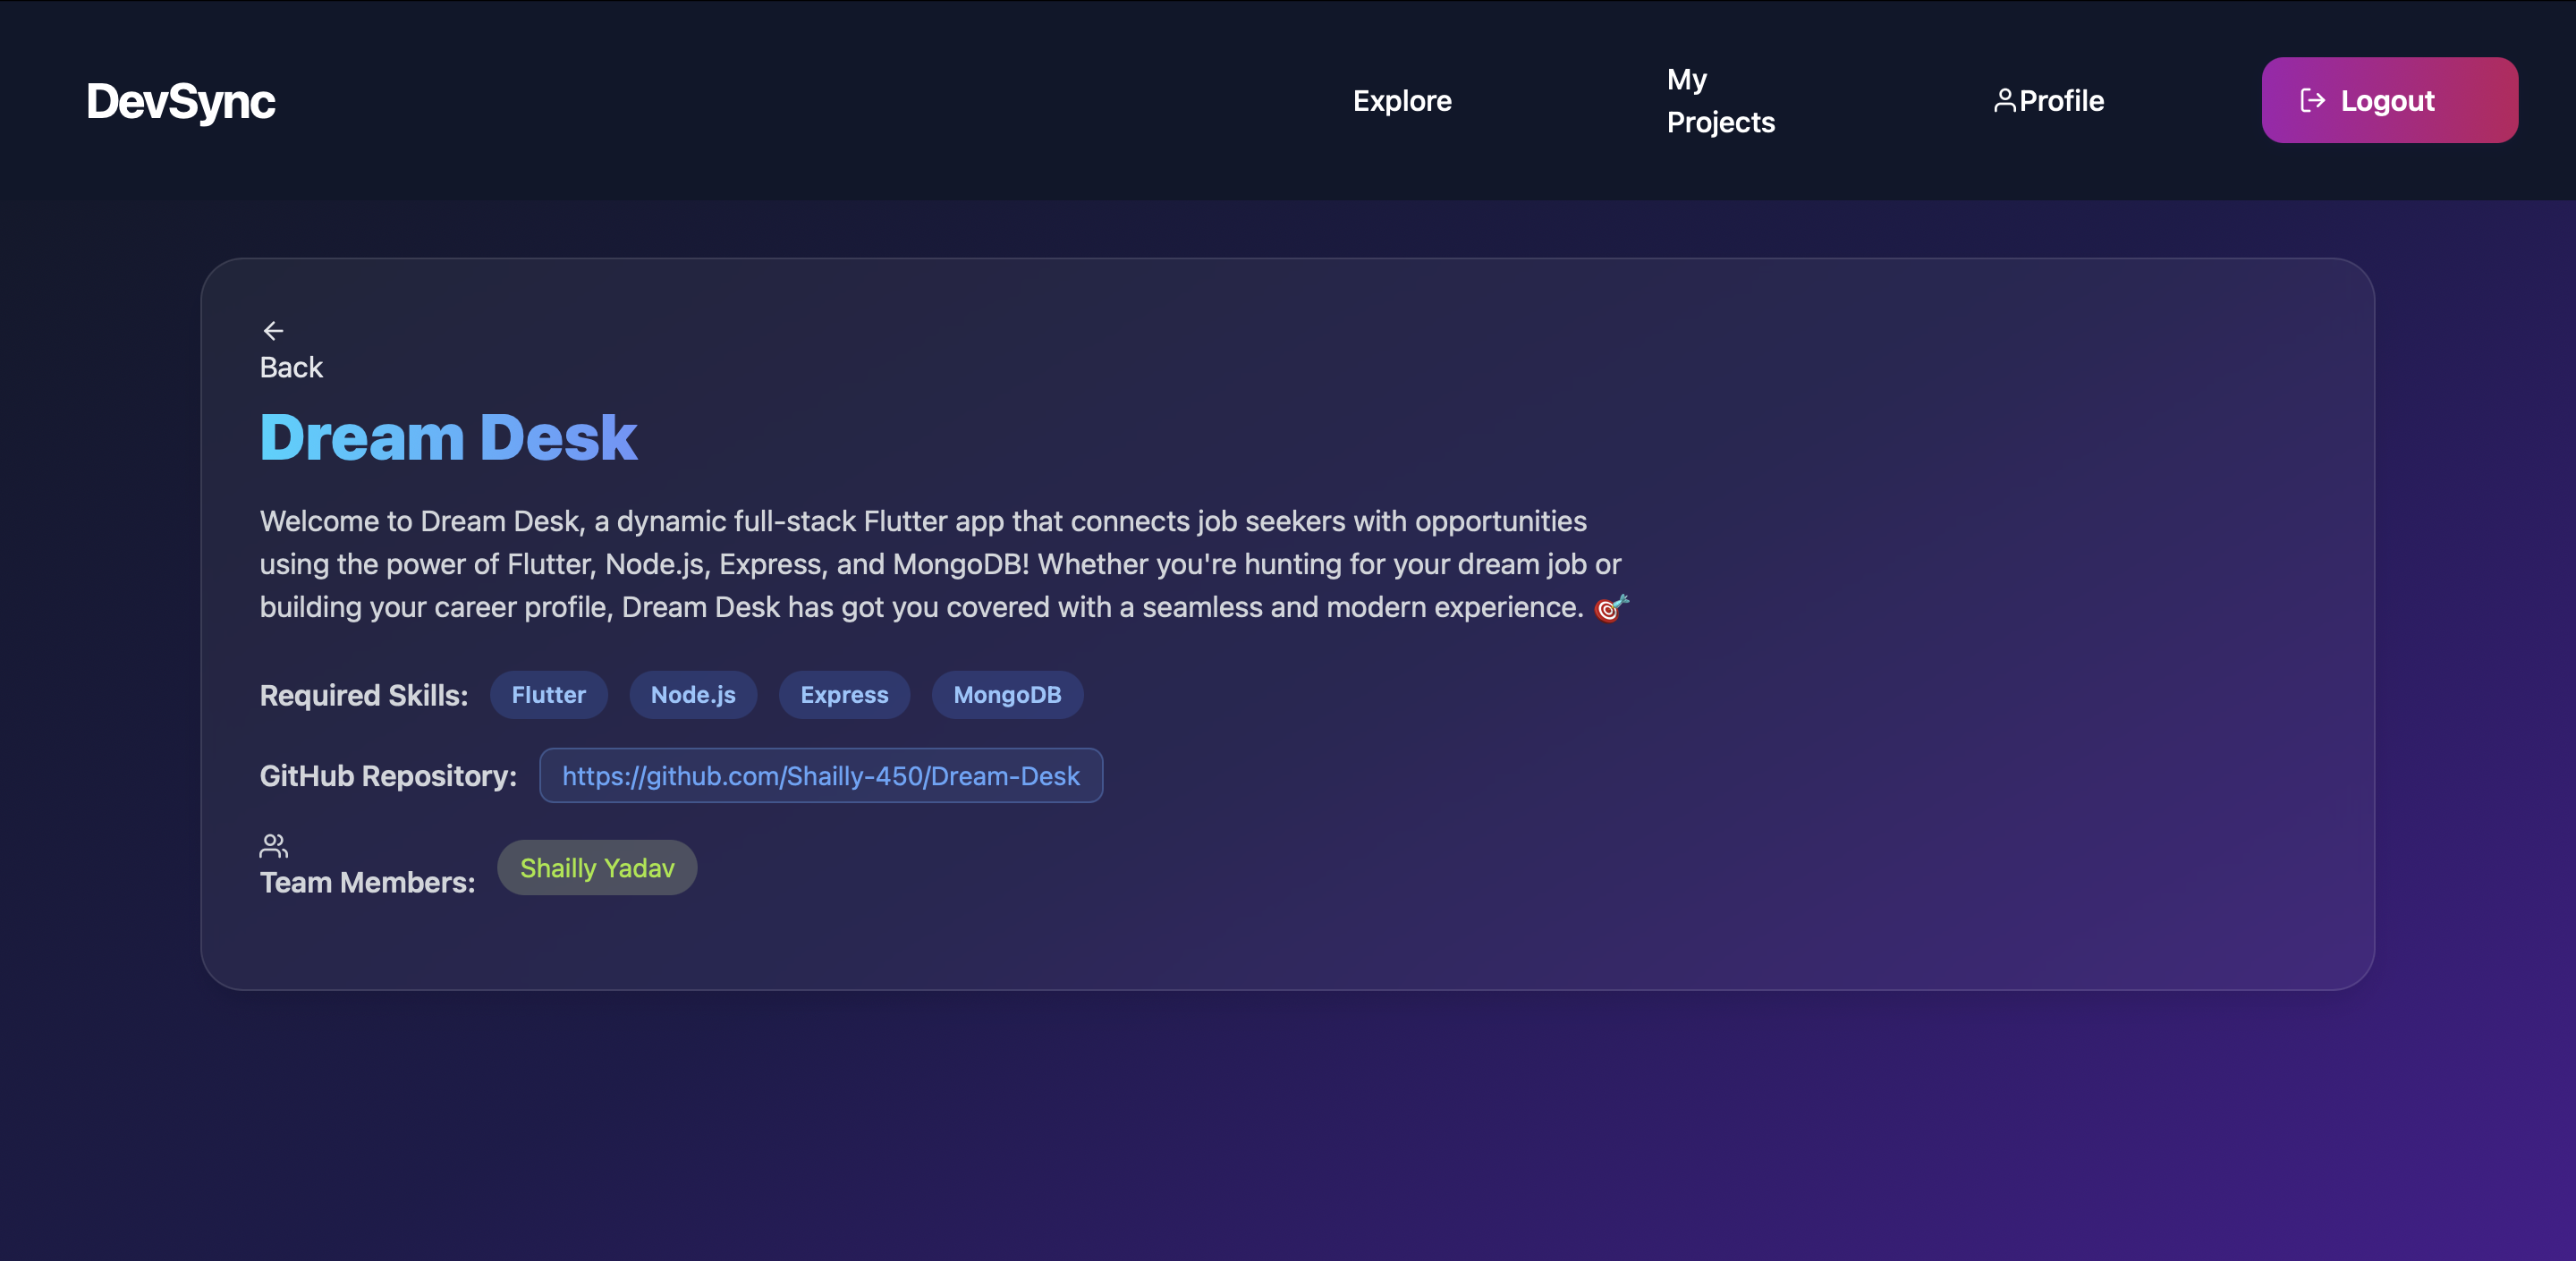 DevSync
Explore
My
Projects
Profile
Logout
Back
Dream Desk
Welcome to Dream Desk, a dynamic full-stack Flutter app that connects job seekers with opportunities
using the power of Flutter, Node.js, Express, and MongoDB! Whether you're hunting for your dream job or
building your career profile, Dream Desk has got you covered with a seamless and modern experience. 🎯
Required Skills: Flutter Node.js Express MongoDB
GitHub Repository: https://github.com/Shailly-450/Dream-Desk
Team Members: Shailly Yadav